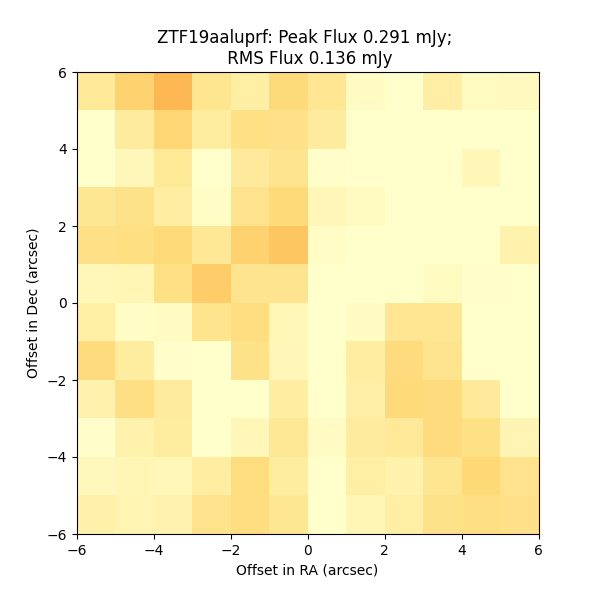 ZTF19aaluprf: Peak Flux 0.291 mJy;
RMS Flux 0.136 mJy
6
4
2
0
−2
−4
−6
Offset in Dec (arcsec)
−6 −4 −2 0 2 4 6
Offset in RA (arcsec)